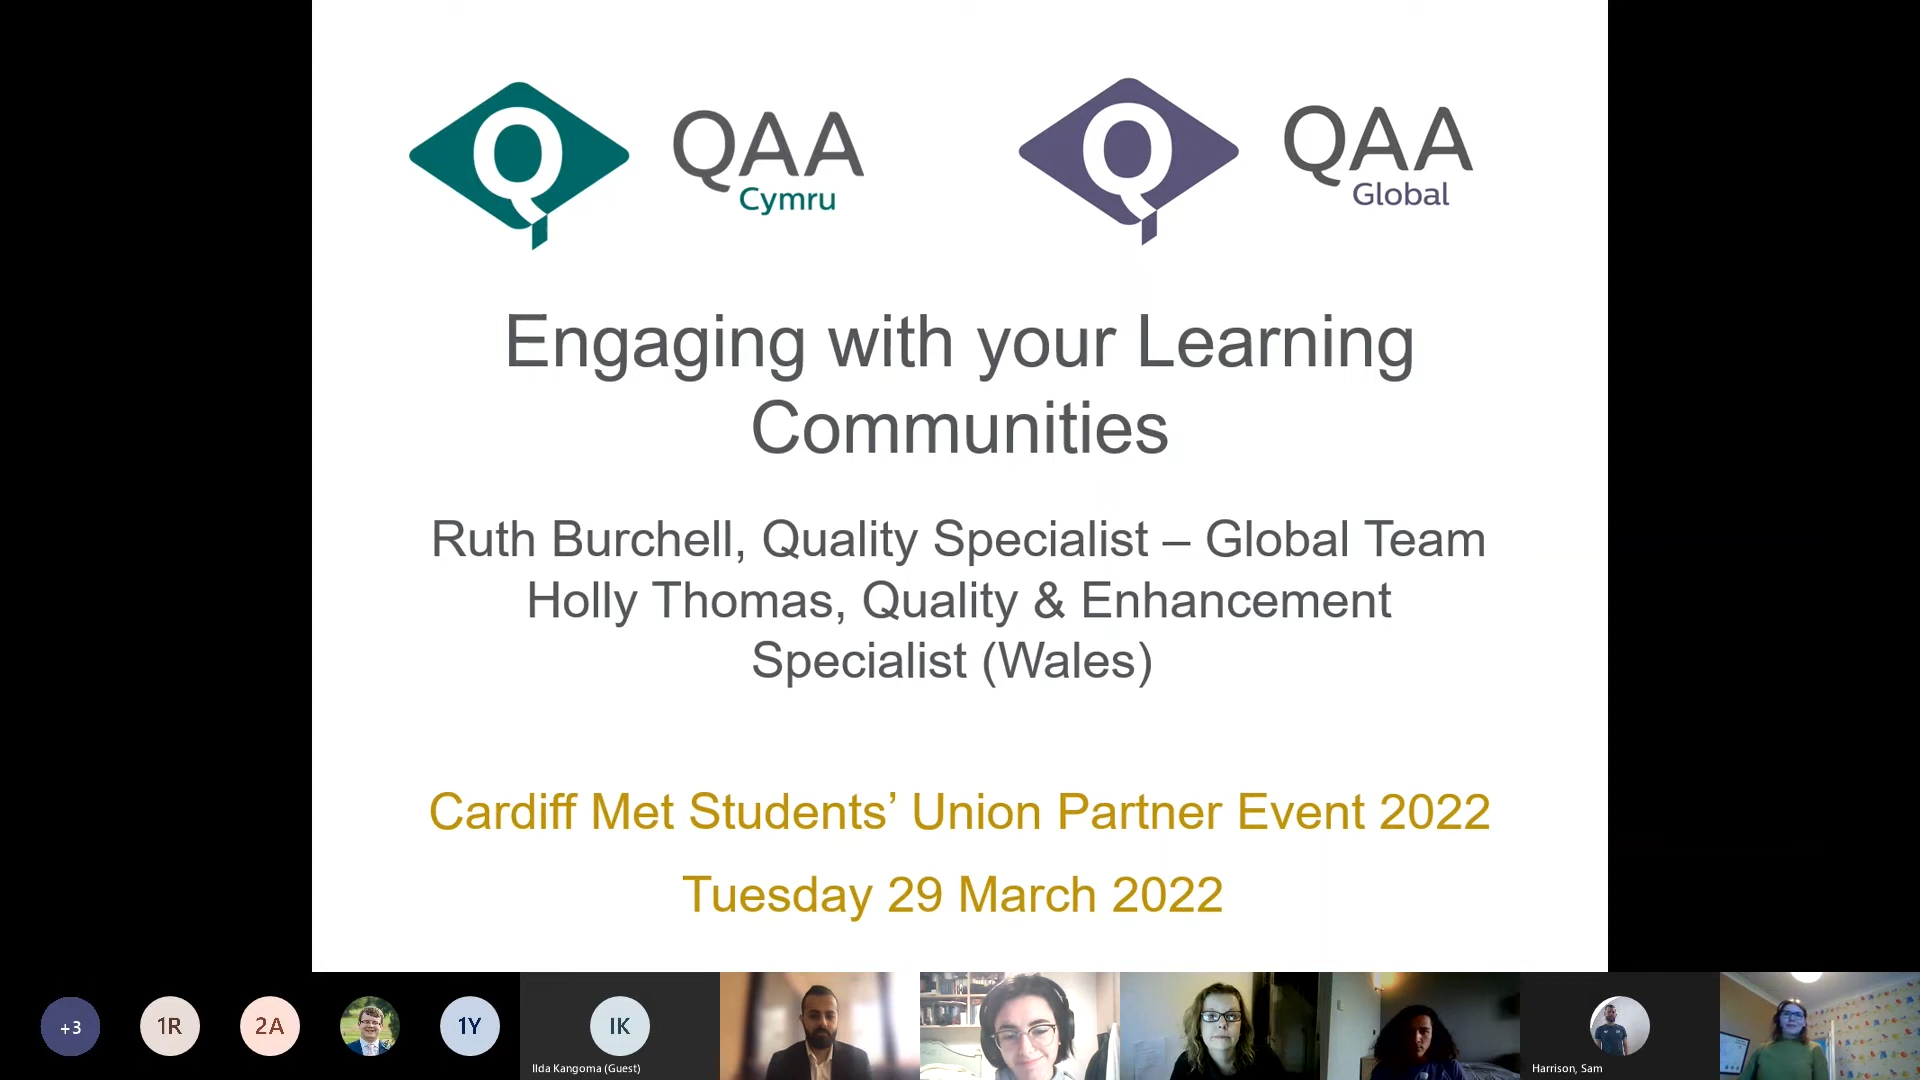 Q QAA
Cymru
Q QAA
Global
Engaging with your Learning
Communities
Ruth Burchell, Quality Specialist – Global Team
Holly Thomas, Quality & Enhancement
Specialist (Wales)
Cardiff Met Students’ Union Partner Event 2022
Tuesday 29 March 2022
+3
1R
2A
1Y
IK
Ilda Kangoma (Guest)
Harrison, Sam